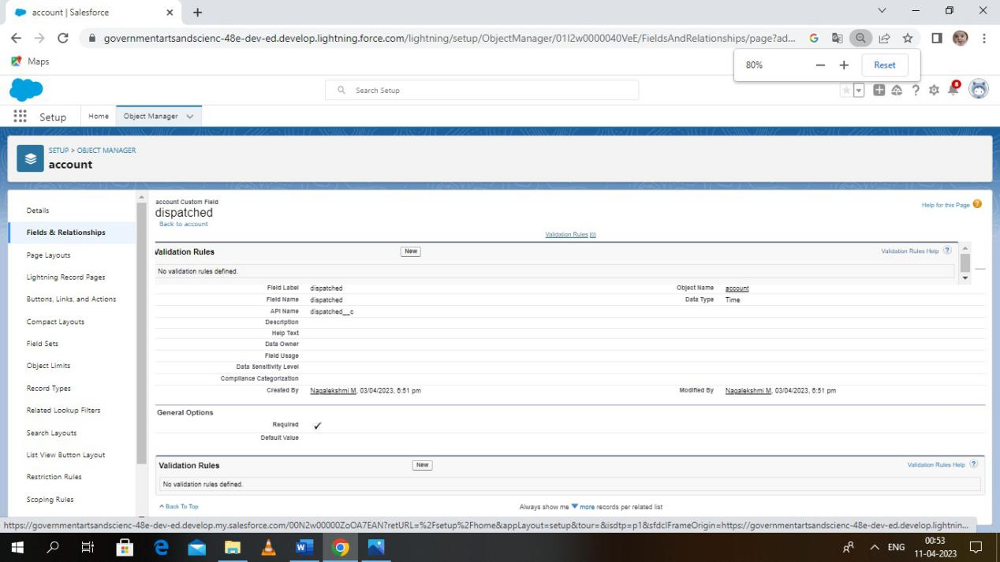 account | Salesforce
governmentartsandscienc-48e-dev-ed.develop.lightning.force.com/lightning/setup/ObjectManager/01I2w0000040VeE/FieldsAndRelationships/page?ad...
Maps
80%
Reset
Search Setup
8
Setup
Home
Object Manager
SETUP > OBJECT MANAGER
account
Details
Fields & Relationships
Page Layouts
Lightning Record Pages
Buttons, Links, and Actions
Compact Layouts
Field Sets
Object Limits
Record Types
Related Lookup Filters
Search Layouts
List View Button Layout
Restriction Rules
Scoping Rules
account Custom Field
dispatched
Back to account
Help for this Page
Validation Rules [0]
Validation Rules New Validation Rules Help ?
No validation rules defined.
Field Label dispatched Object Name account
Field Name dispatched Data Type Time
API Name dispatched__c
Description
Help Text
Data Owner
Field Usage
Data Sensitivity Level
Compliance Categorization
Created By Nagalekshmi M, 03/04/2023, 6:51 pm Modified By Nagalekshmi M, 03/04/2023, 6:51 pm
General Options
Required ✓
Default Value
Validation Rules New Validation Rules Help ?
No validation rules defined.
^ Back To Top Always show me more records per related list
https://governmentartsandscienc-48e-dev-ed.develop.my.salesforce.com/00N2w00000ZoOA7EAN?retURL=%2Fsetup%2Fhome&appLayout=setup&tour=&isdtp=p1&sfdcIFrameOrigin=https://governmentartsandscienc-48e-dev-ed.develop.lightnin...
ENG
00:53
11-04-2023